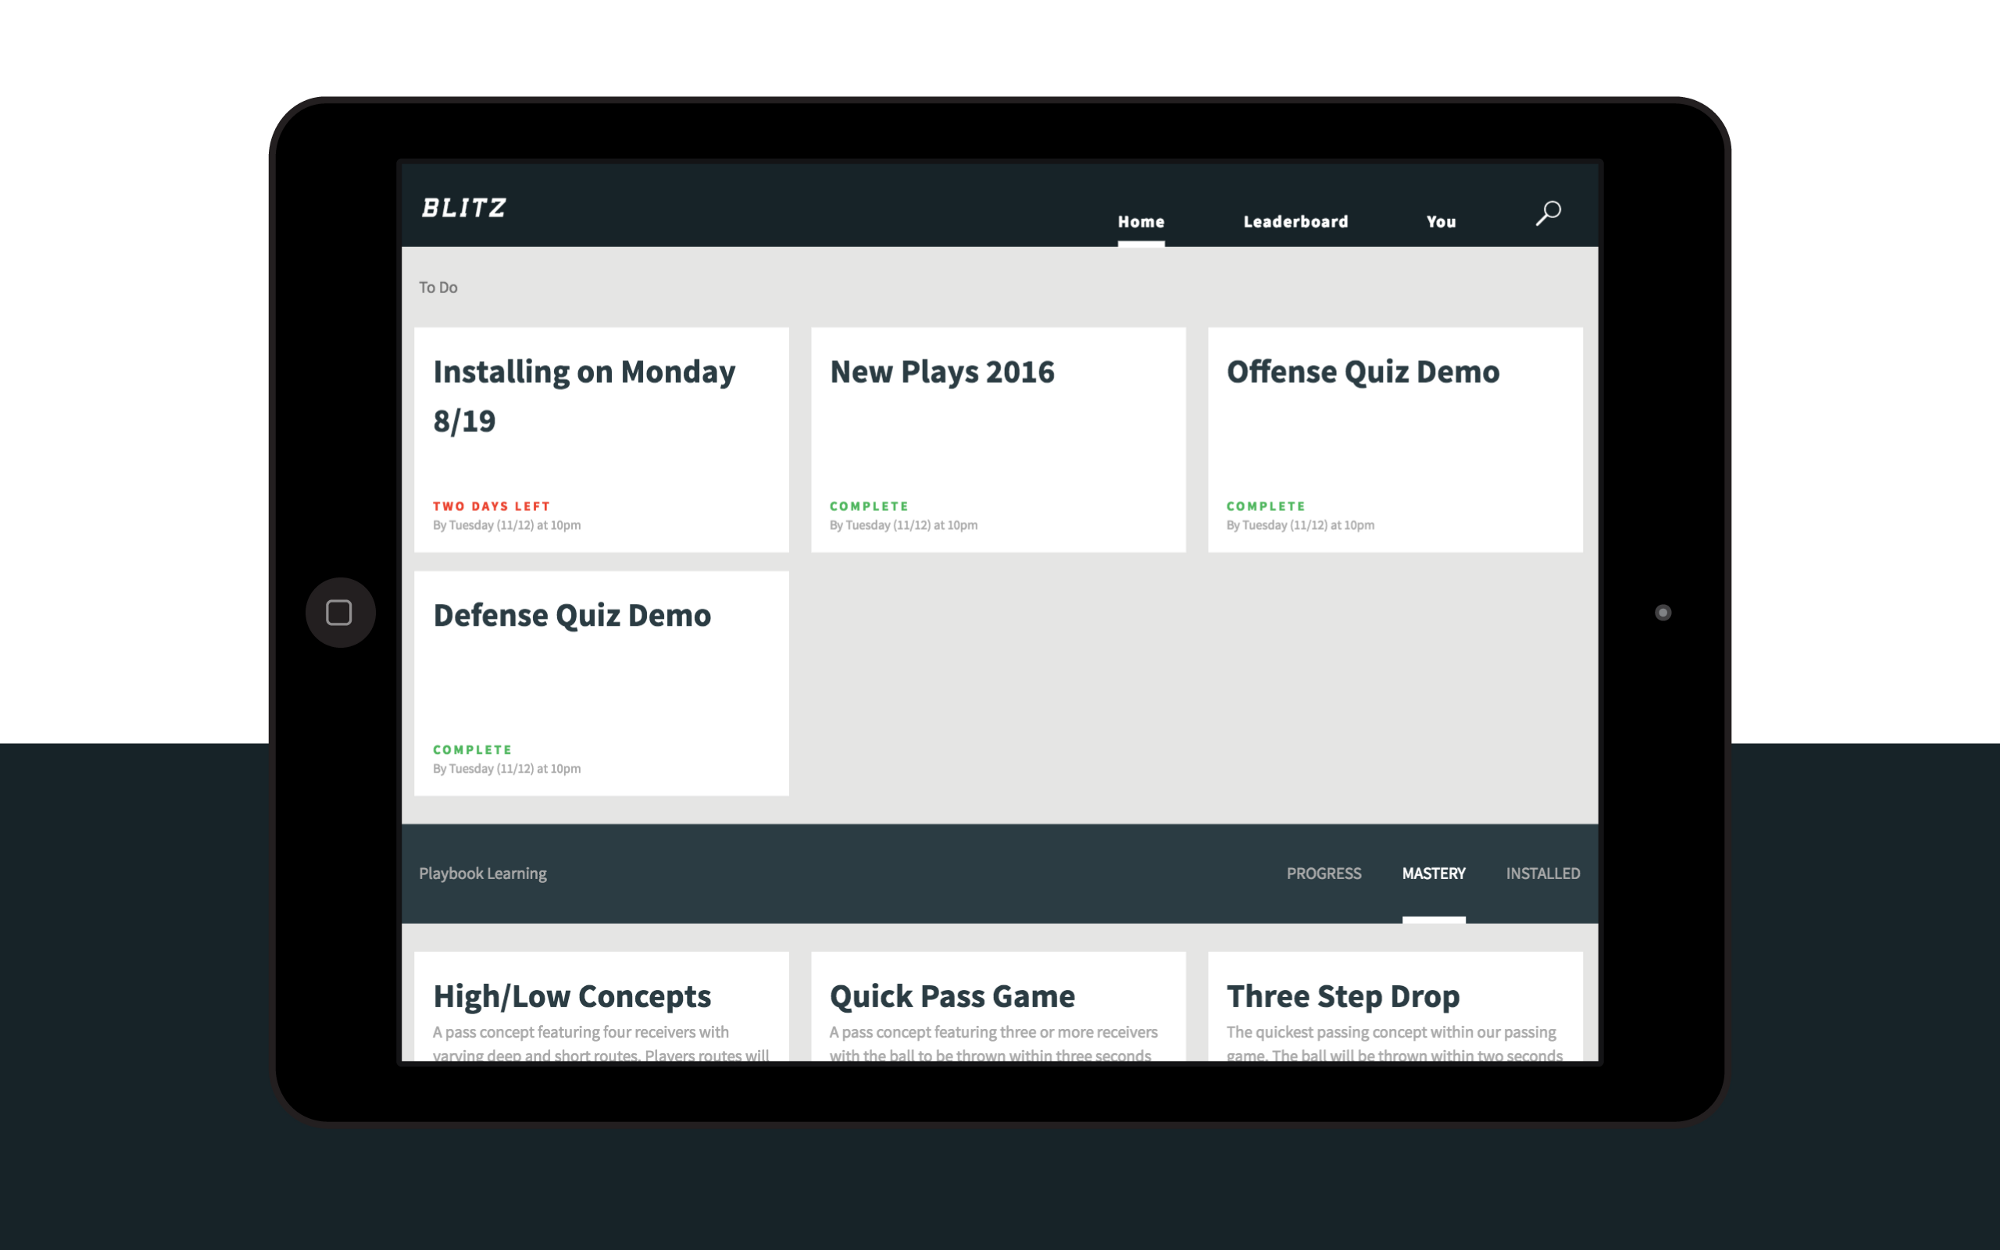 BLITZ
Home
Leaderboard
You
To Do
Installing on Monday
8/19
TWO DAYS LEFT
By Tuesday (11/12) at 10pm
New Plays 2016
COMPLETE
By Tuesday (11/12) at 10pm
Offense Quiz Demo
COMPLETE
By Tuesday (11/12) at 10pm
Defense Quiz Demo
COMPLETE
By Tuesday (11/12) at 10pm
Playbook Learning
PROGRESS
MASTERY
INSTALLED
High/Low Concepts
A pass concept featuring four receivers with
varying deep and short routes. Players routes will
Quick Pass Game
A pass concept featuring three or more receivers
with the ball to be thrown within three seconds
Three Step Drop
The quickest passing concept within our passing
game. The ball will be thrown within two seconds